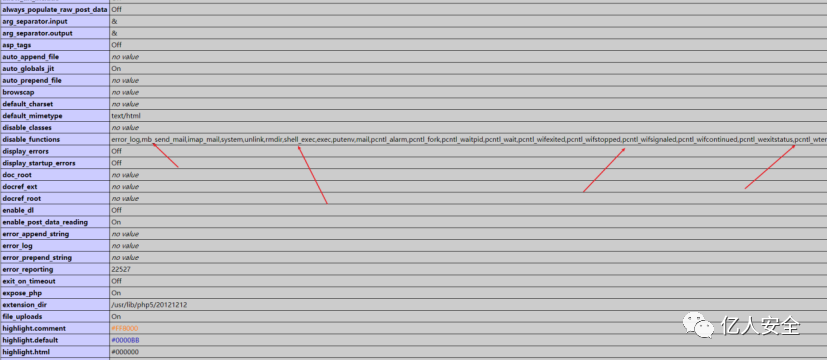 always_populate_raw_post_data Off
arg_separator.input &
arg_separator.output &
asp_tags Off
auto_append_file no value
auto_globals_jit On
auto_prepend_file no value
browscap no value
default_charset no value
default_mimetype text/html
disable_classes no value
disable_functions error_log,mb_send_mail,imap_mail,system,unlink,rmdir,shell_exec,exec,putenv,mail,pcntl_alarm,pcntl_fork,pcntl_waitpid,pcntl_wait,pcntl_wifexited,pcntl_wifstopped,pcntl_wifsignaled,pcntl_wifcontinued,pcntl_wexitstatus,pcntl_wter
display_errors Off
display_startup_errors Off
doc_root no value
docref_ext no value
docref_root no value
enable_dl Off
enable_post_data_reading On
error_append_string no value
error_log no value
error_prepend_string no value
error_reporting 22527
exit_on_timeout Off
expose_php On
extension_dir /usr/lib/php5/20121212
file_uploads On
highlight.comment #FF8000
highlight.default #0000BB
highlight.html #000000
亿人安全